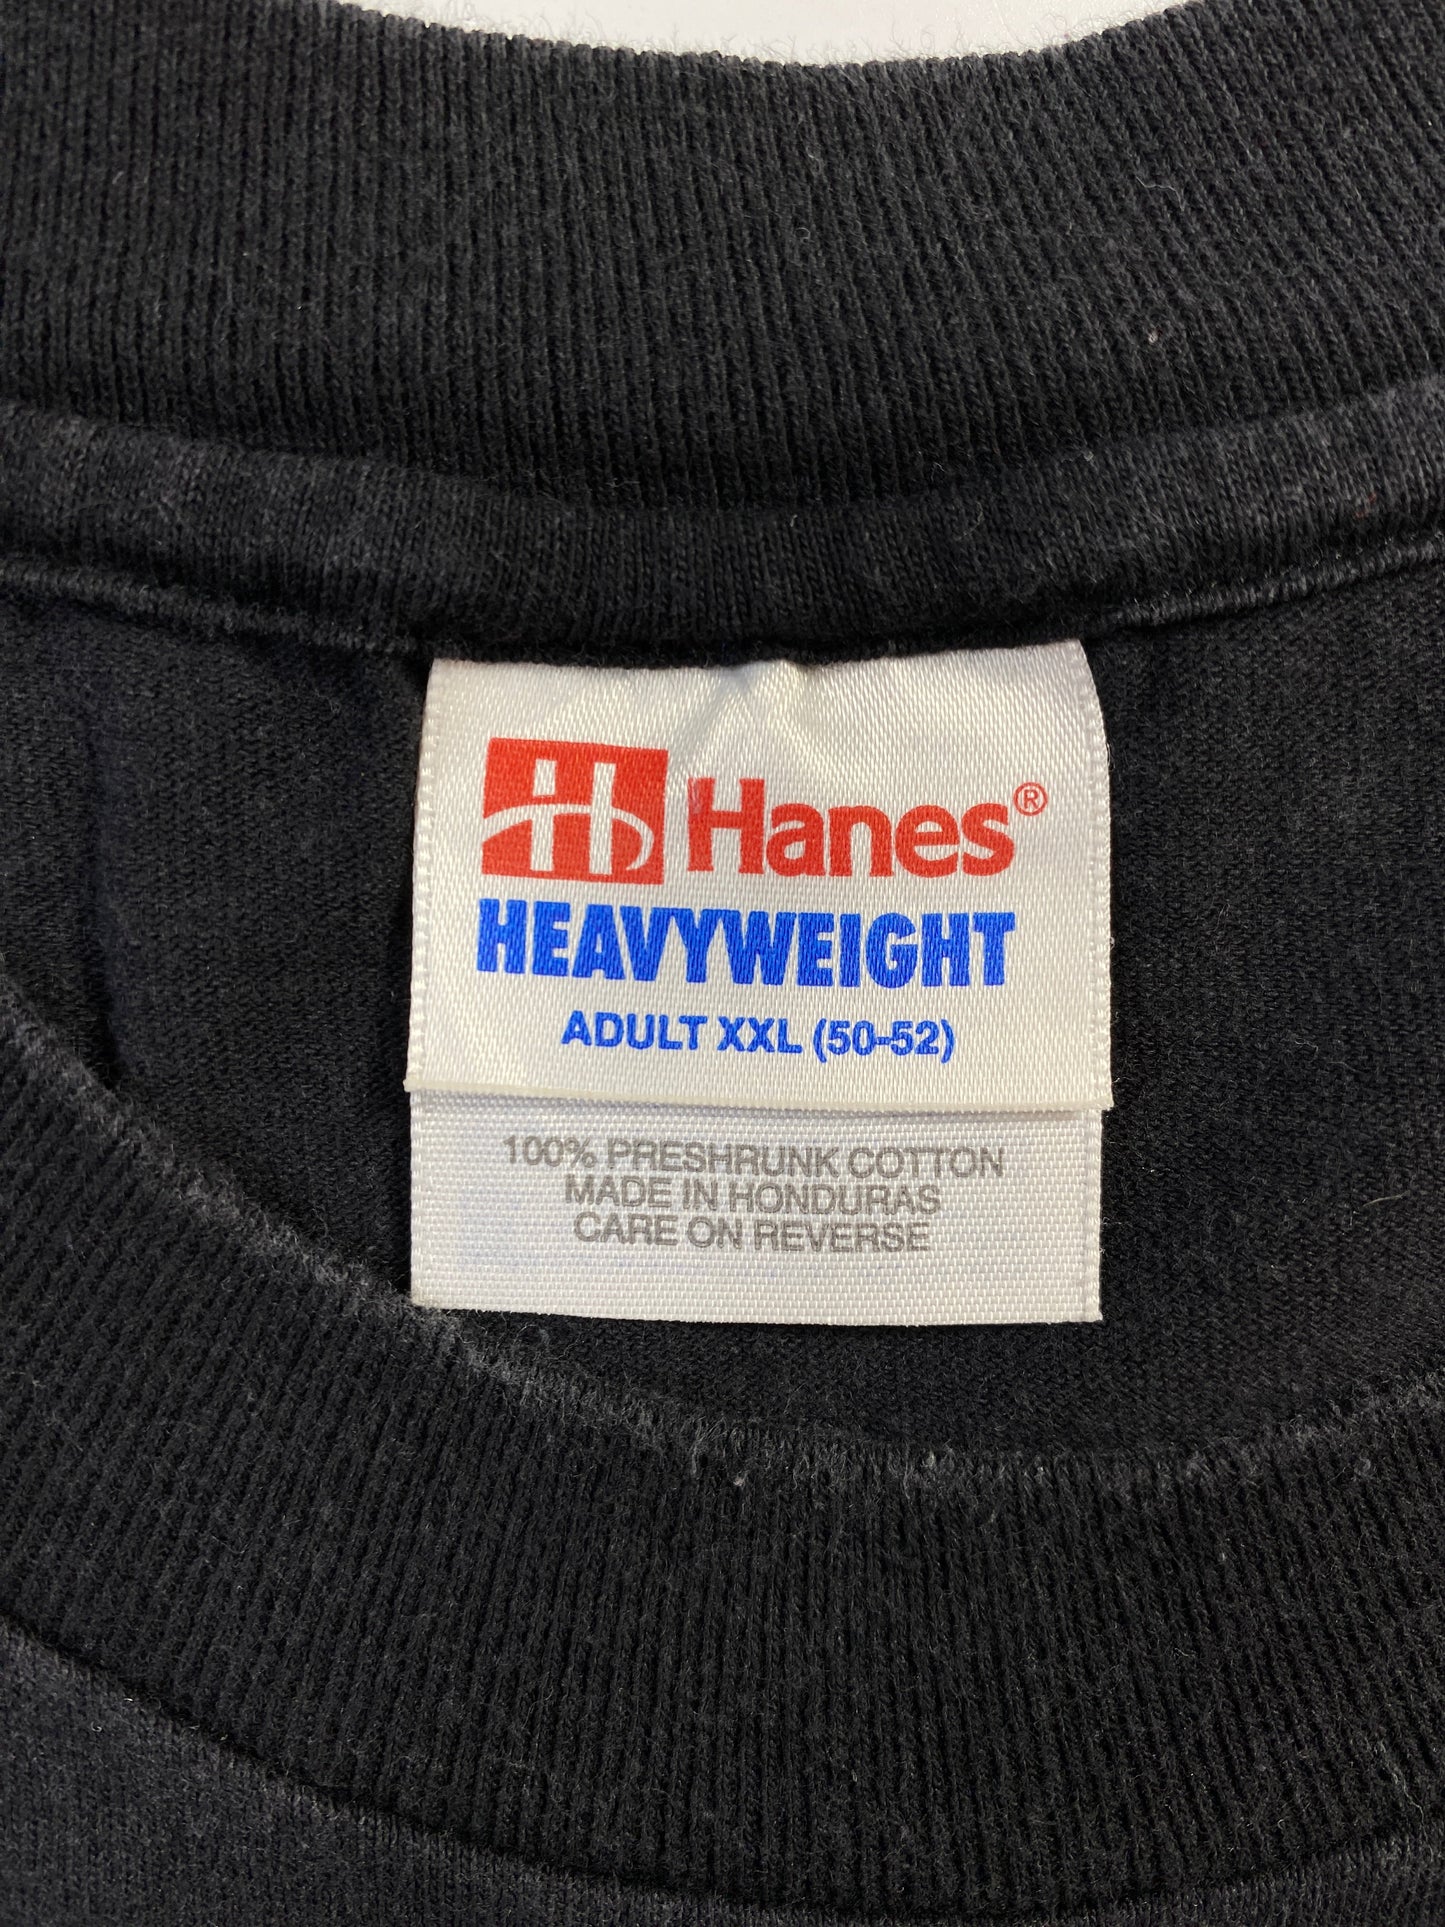 H Hanes®
HEAVYWEIGHT
ADULT XXL (50-52)
100% PRESHRUNK COTTON
MADE IN HONDURAS
CARE ON REVERSE